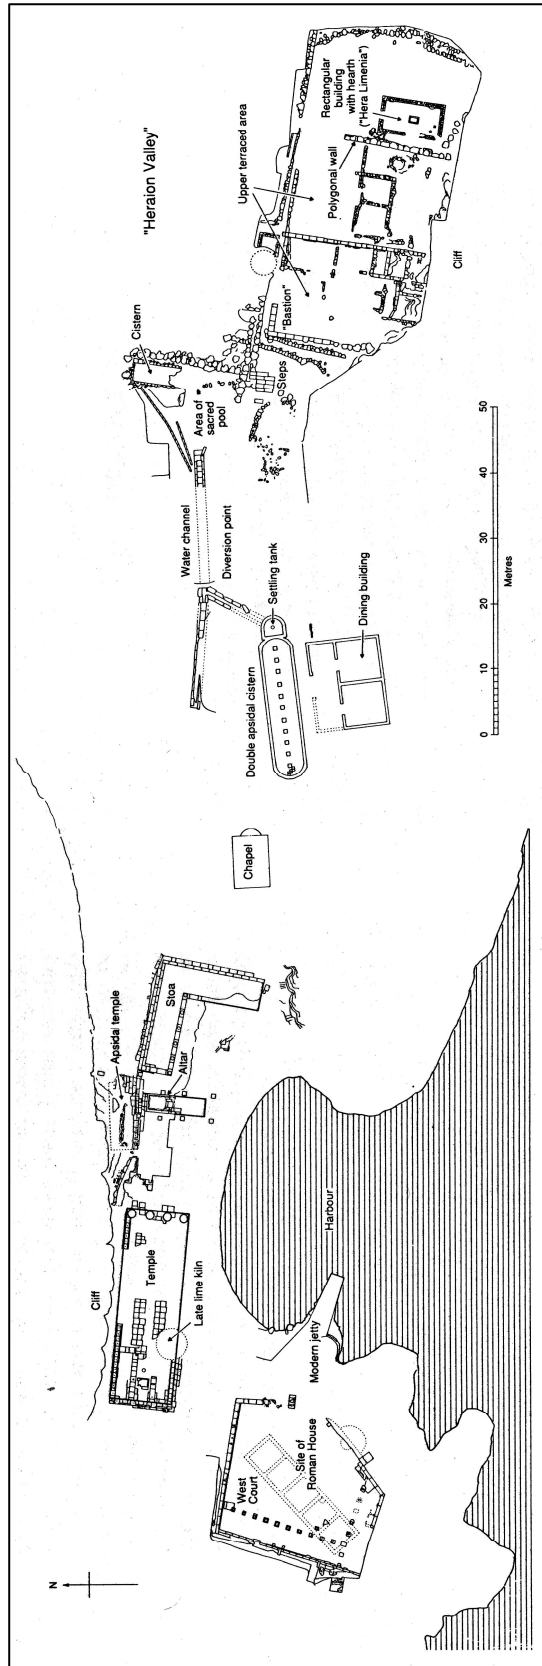 N
Cliff
Temple
Late lime kiln
Apsidal temple
Altar
Stoa
West
Court
Site of
Roman House
Modern jetty
Harbour
Chapel
Double apsidal cistern
Dining building
Settling tank
Water channel
Diversion point
Area of
sacred
pool
Cistern
Steps
"Bastion"
"Heraion Valley"
Upper terraced area
Polygonal wall
Rectangular
building
with hearth
("Hera Limenia")
Cliff
0 10 20 30 40 50
Metres